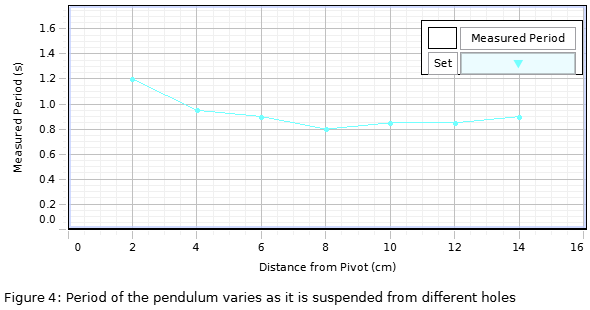 Measured Period (s)
1.6
1.4
1.2
1.0
0.8
0.6
0.4
0.2
0.0
Measured Period
Set
0 2 4 6 8 10 12 14 16
Distance from Pivot (cm)
Figure 4: Period of the pendulum varies as it is suspended from different holes